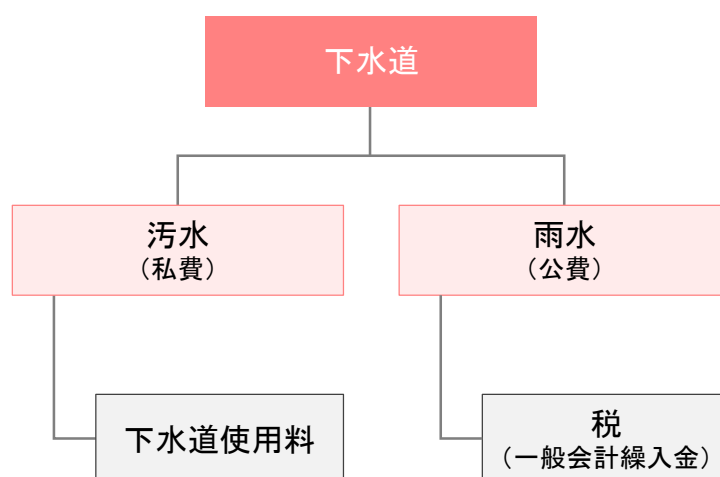 下水道
汚水
（私費）
雨水
（公費）
下水道使用料
税
（一般会計繰入金）